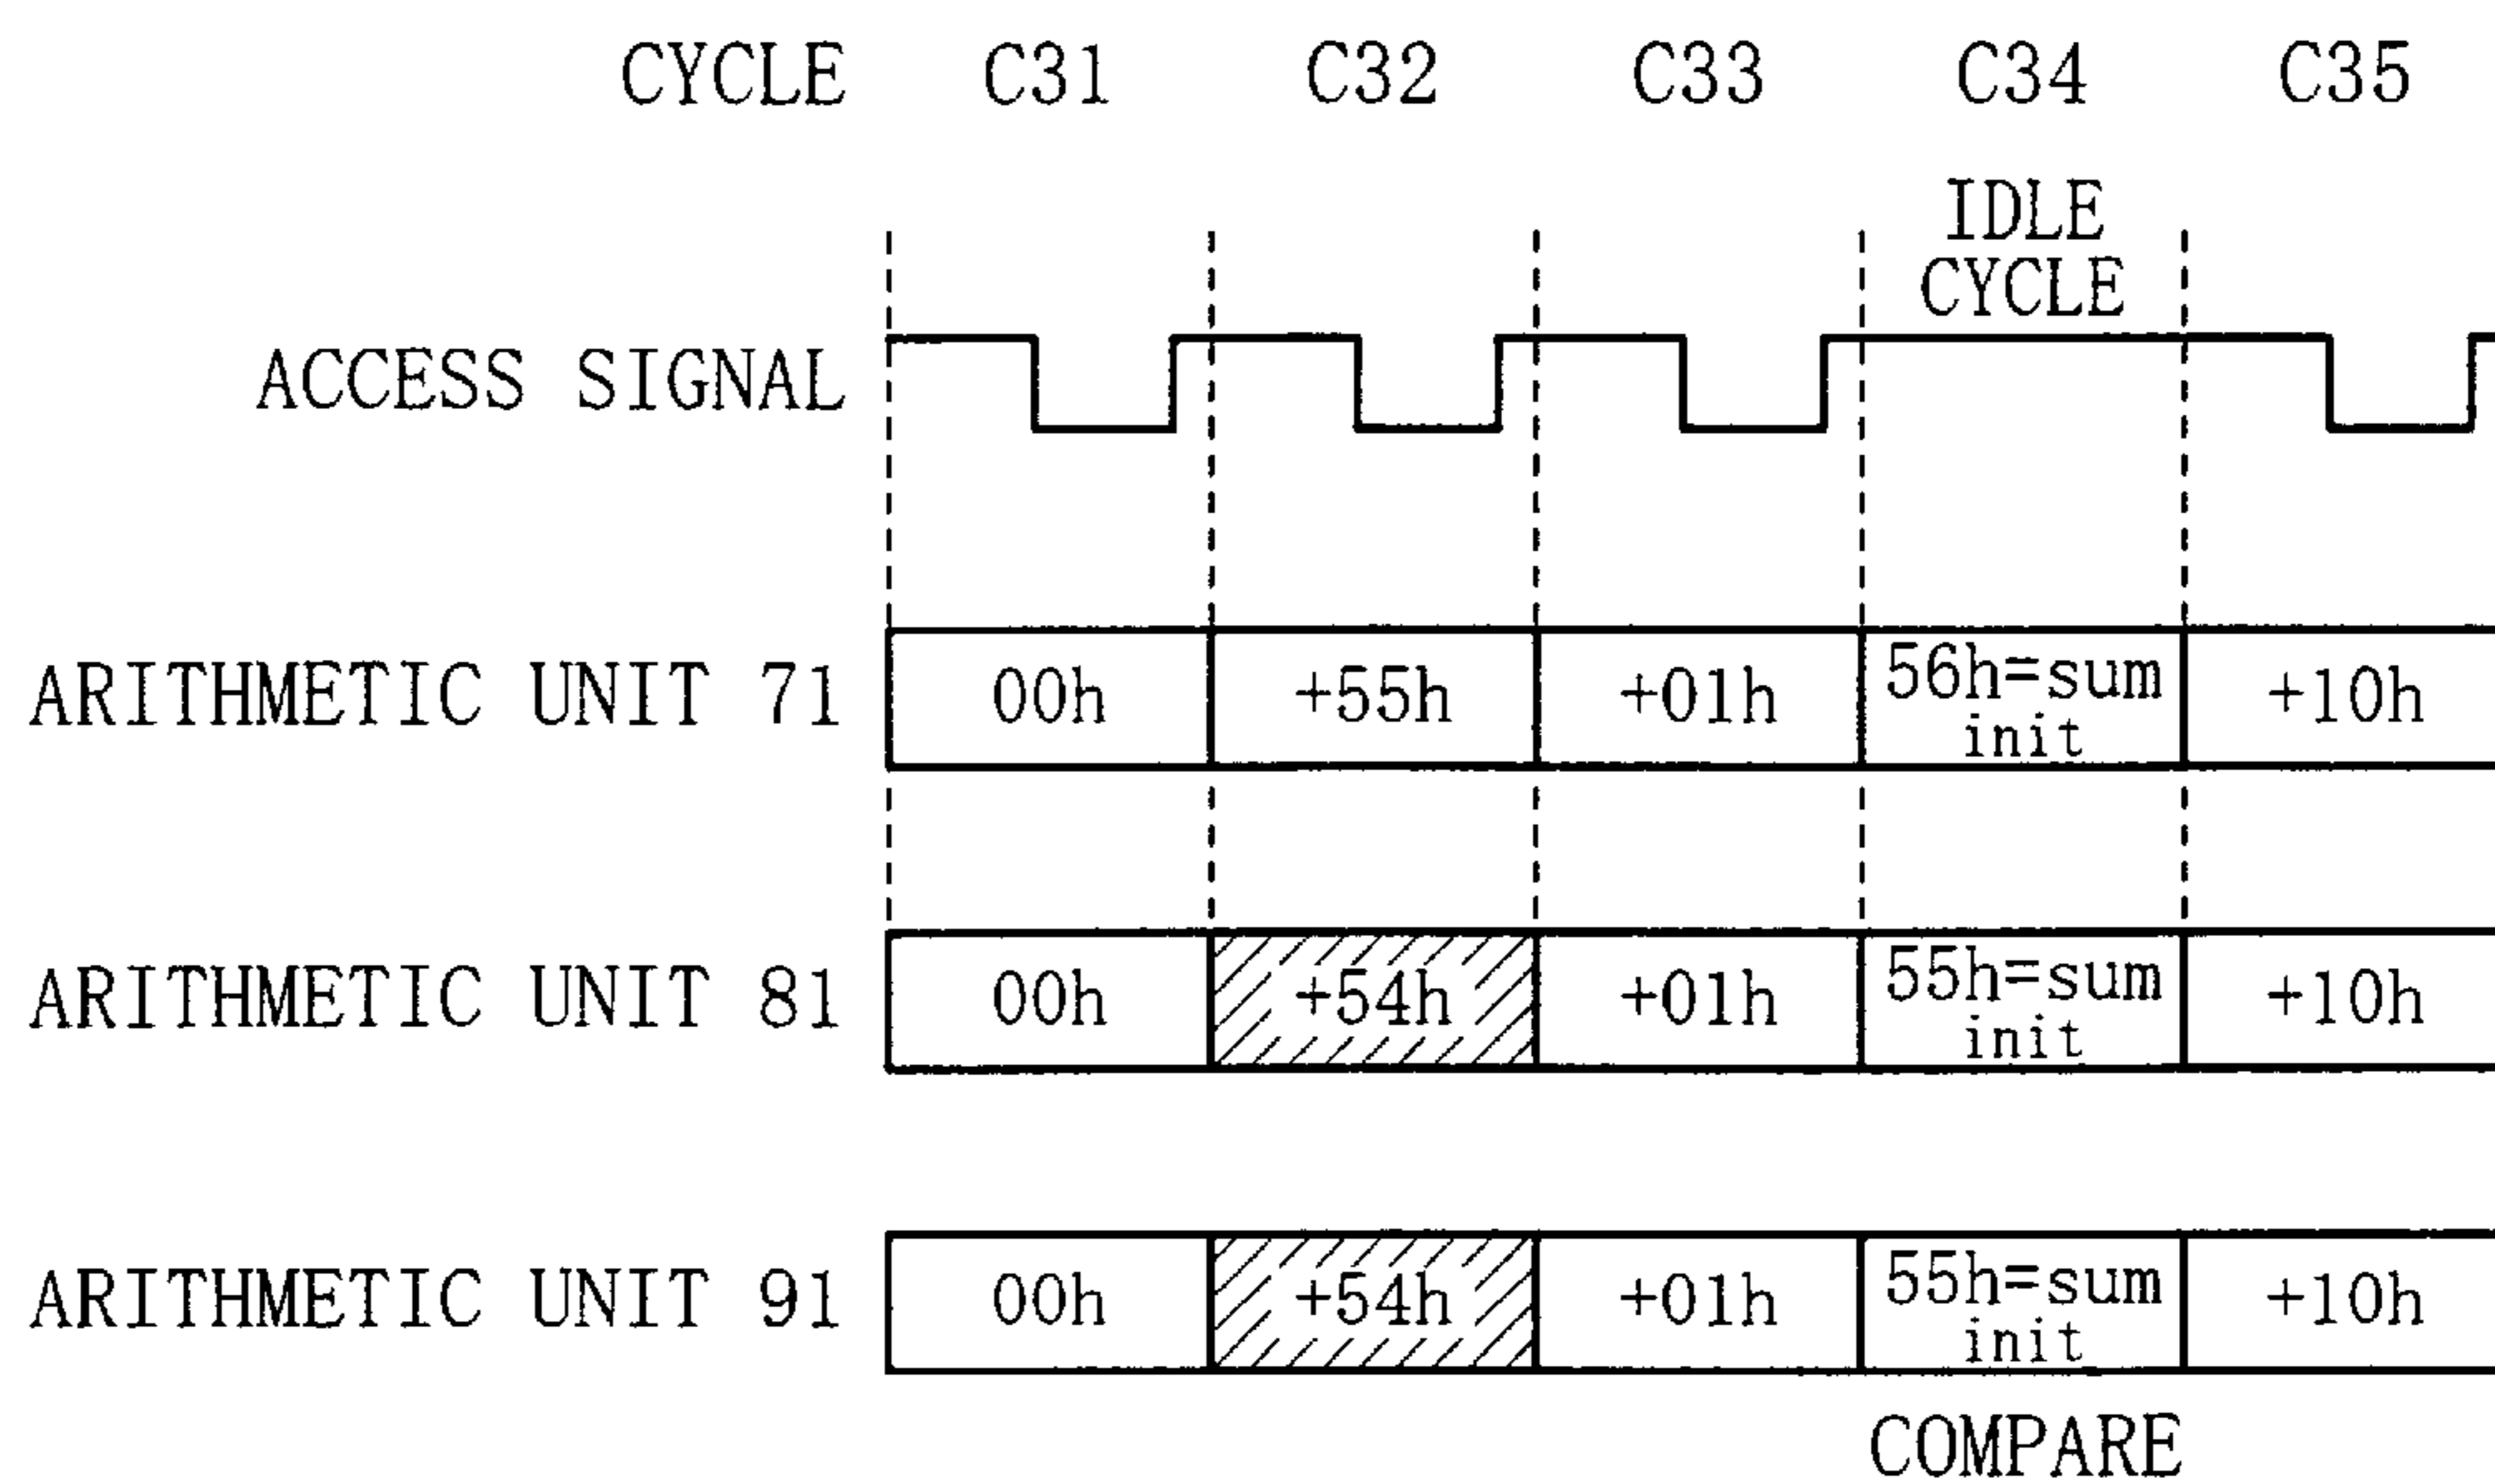 CYCLE C31 C32 C33 C34 C35
IDLE
CYCLE
ACCESS SIGNAL
ARITHMETIC UNIT 71 00h +55h +01h 56h=sum init +10h
ARITHMETIC UNIT 81 00h +54h +01h 55h=sum init +10h
ARITHMETIC UNIT 91 00h +54h +01h 55h=sum init +10h
COMPARE